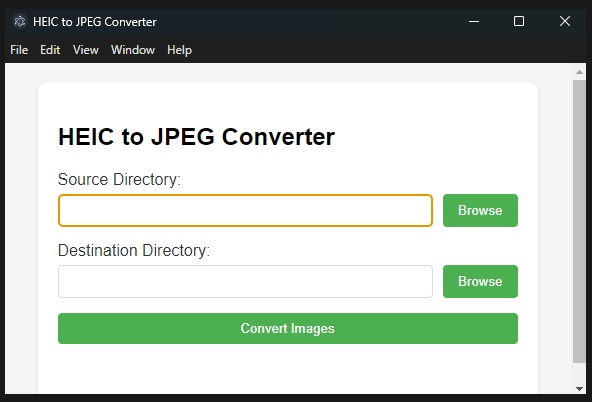 HEIC to JPEG Converter
File Edit View Window Help
HEIC to JPEG Converter
Source Directory:
Browse
Destination Directory:
Browse
Convert Images